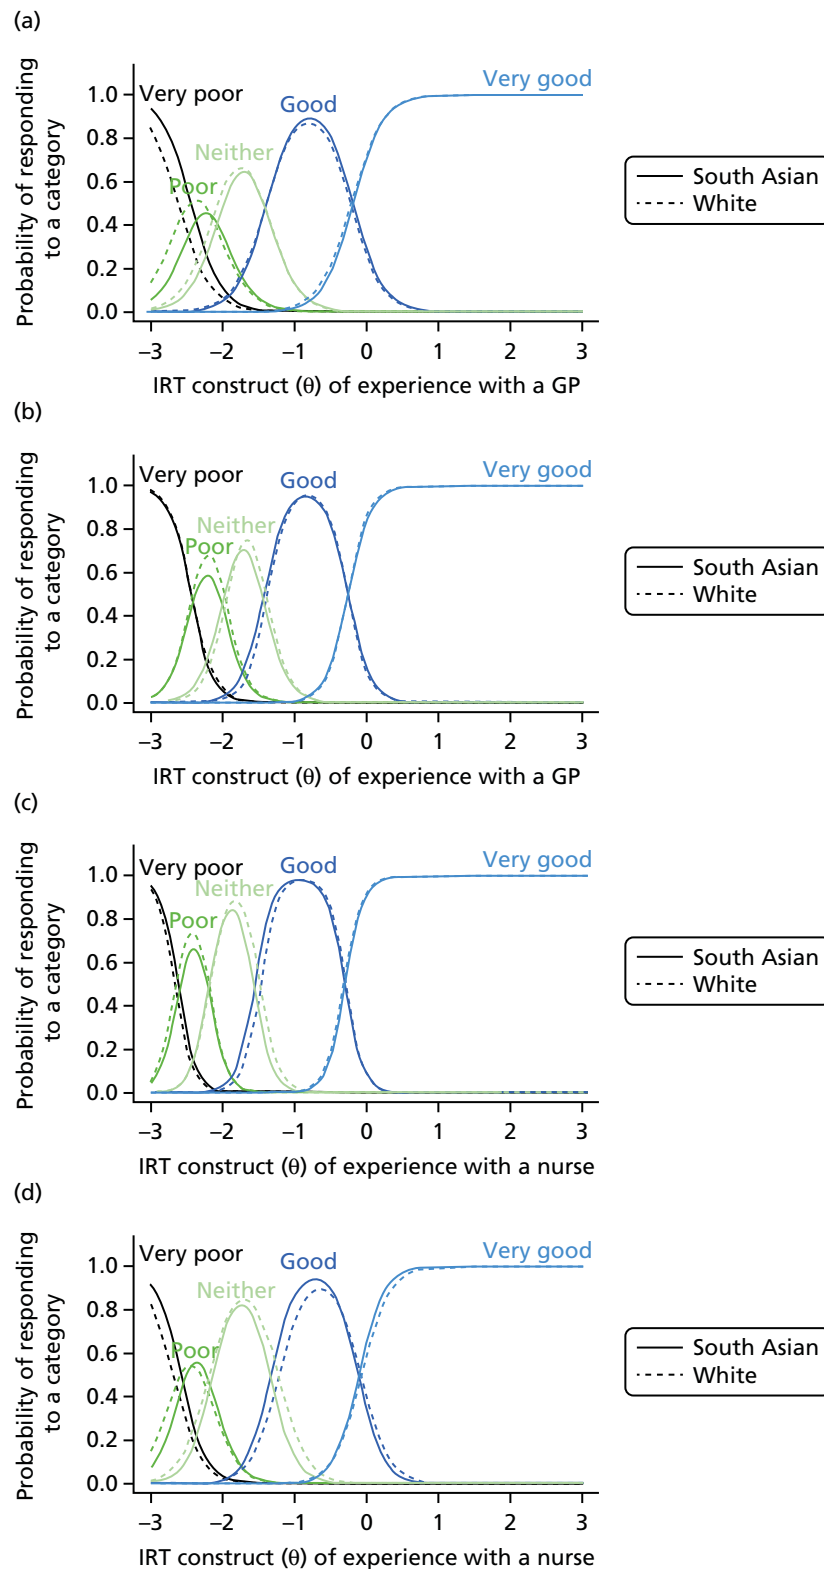 (a)
Probability of responding
to a category
1.0
0.8
0.6
0.4
0.2
0.0
Very poor
Poor
Neither
Good
Very good
–3
–2
–1
0
1
2
3
IRT construct (θ) of experience with a GP
South Asian
White
(b)
Probability of responding
to a category
1.0
0.8
0.6
0.4
0.2
0.0
Very poor
Poor
Neither
Good
Very good
–3
–2
–1
0
1
2
3
IRT construct (θ) of experience with a GP
South Asian
White
(c)
Probability of responding
to a category
1.0
0.8
0.6
0.4
0.2
0.0
Very poor
Poor
Neither
Good
Very good
–3
–2
–1
0
1
2
3
IRT construct (θ) of experience with a nurse
South Asian
White
(d)
Probability of responding
to a category
1.0
0.8
0.6
0.4
0.2
0.0
Very poor
Poor
Neither
Good
Very good
–3
–2
–1
0
1
2
3
IRT construct (θ) of experience with a nurse
South Asian
White